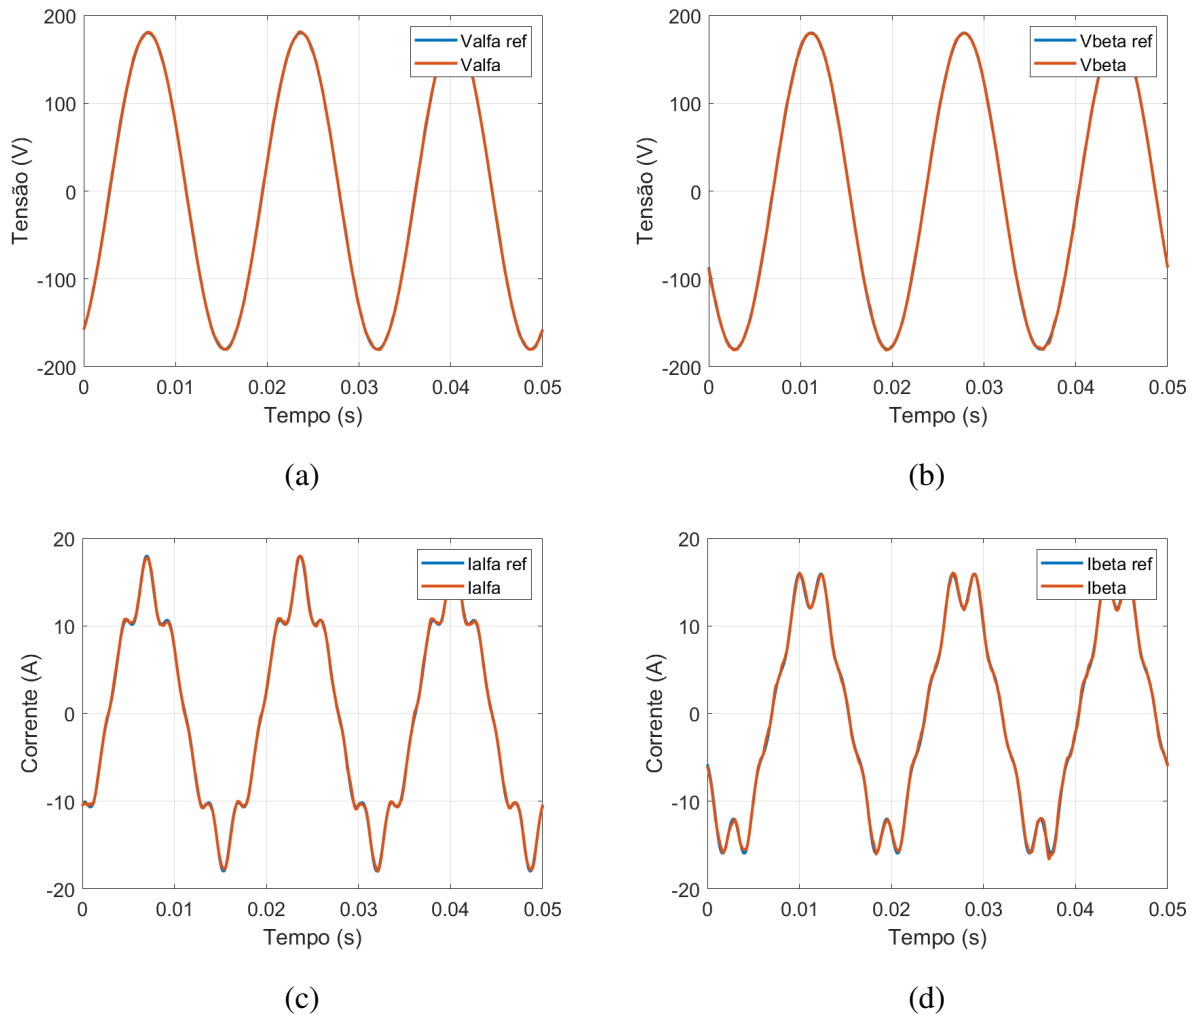 200
100
0
-100
-200
Tensão (V)
Valfa ref
Valfa
0 0.01 0.02 0.03 0.04 0.05
Tempo (s)
(a)
200
100
0
-100
-200
Tensão (V)
Vbeta ref
Vbeta
0 0.01 0.02 0.03 0.04 0.05
Tempo (s)
(b)
20
10
0
-10
-20
Corrente (A)
Ialfa ref
Ialfa
0 0.01 0.02 0.03 0.04 0.05
Tempo (s)
(c)
20
10
0
-10
-20
Corrente (A)
Ibeta ref
Ibeta
0 0.01 0.02 0.03 0.04 0.05
Tempo (s)
(d)